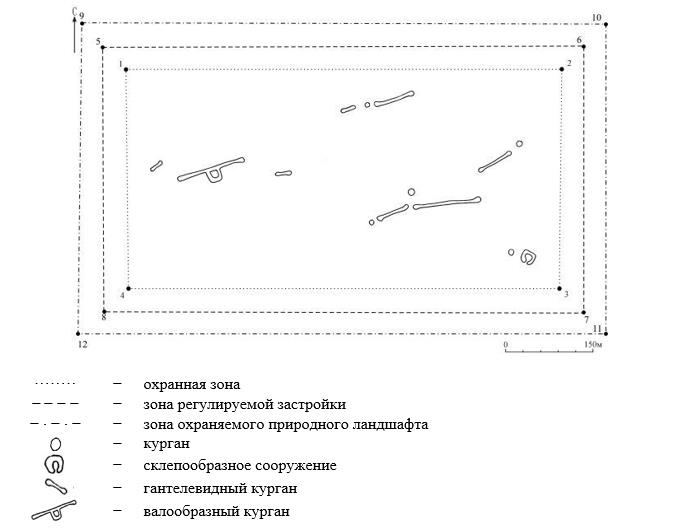 С
9
10
5
6
1
2
4
3
8
7
12
11
0
150м
– охранная зона
– зона регулируемой застройки
– зона охраняемого природного ландшафта
– курган
– склепообразное сооружение
– гантелевидный курган
– валообразный курган